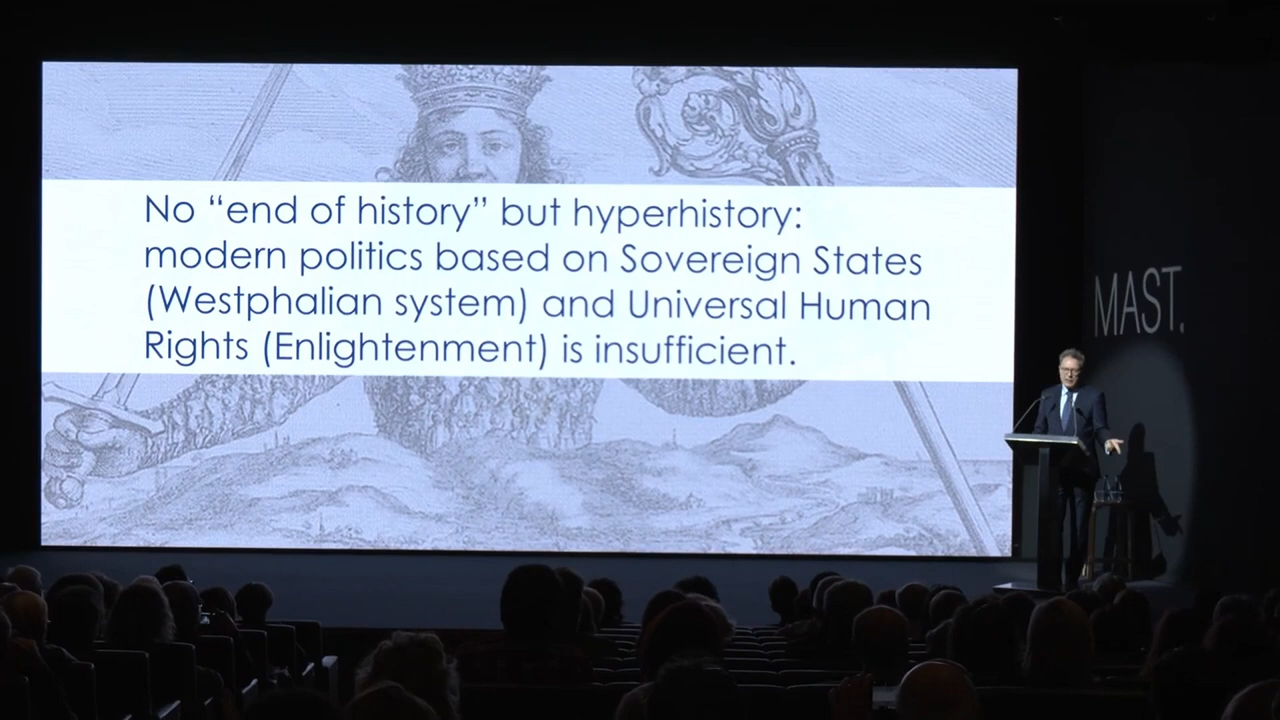 No “end of history” but hyperhistory:
modern politics based on Sovereign States
(Westphalian system) and Universal Human
Rights (Enlightenment) is insufficient.
MAST.